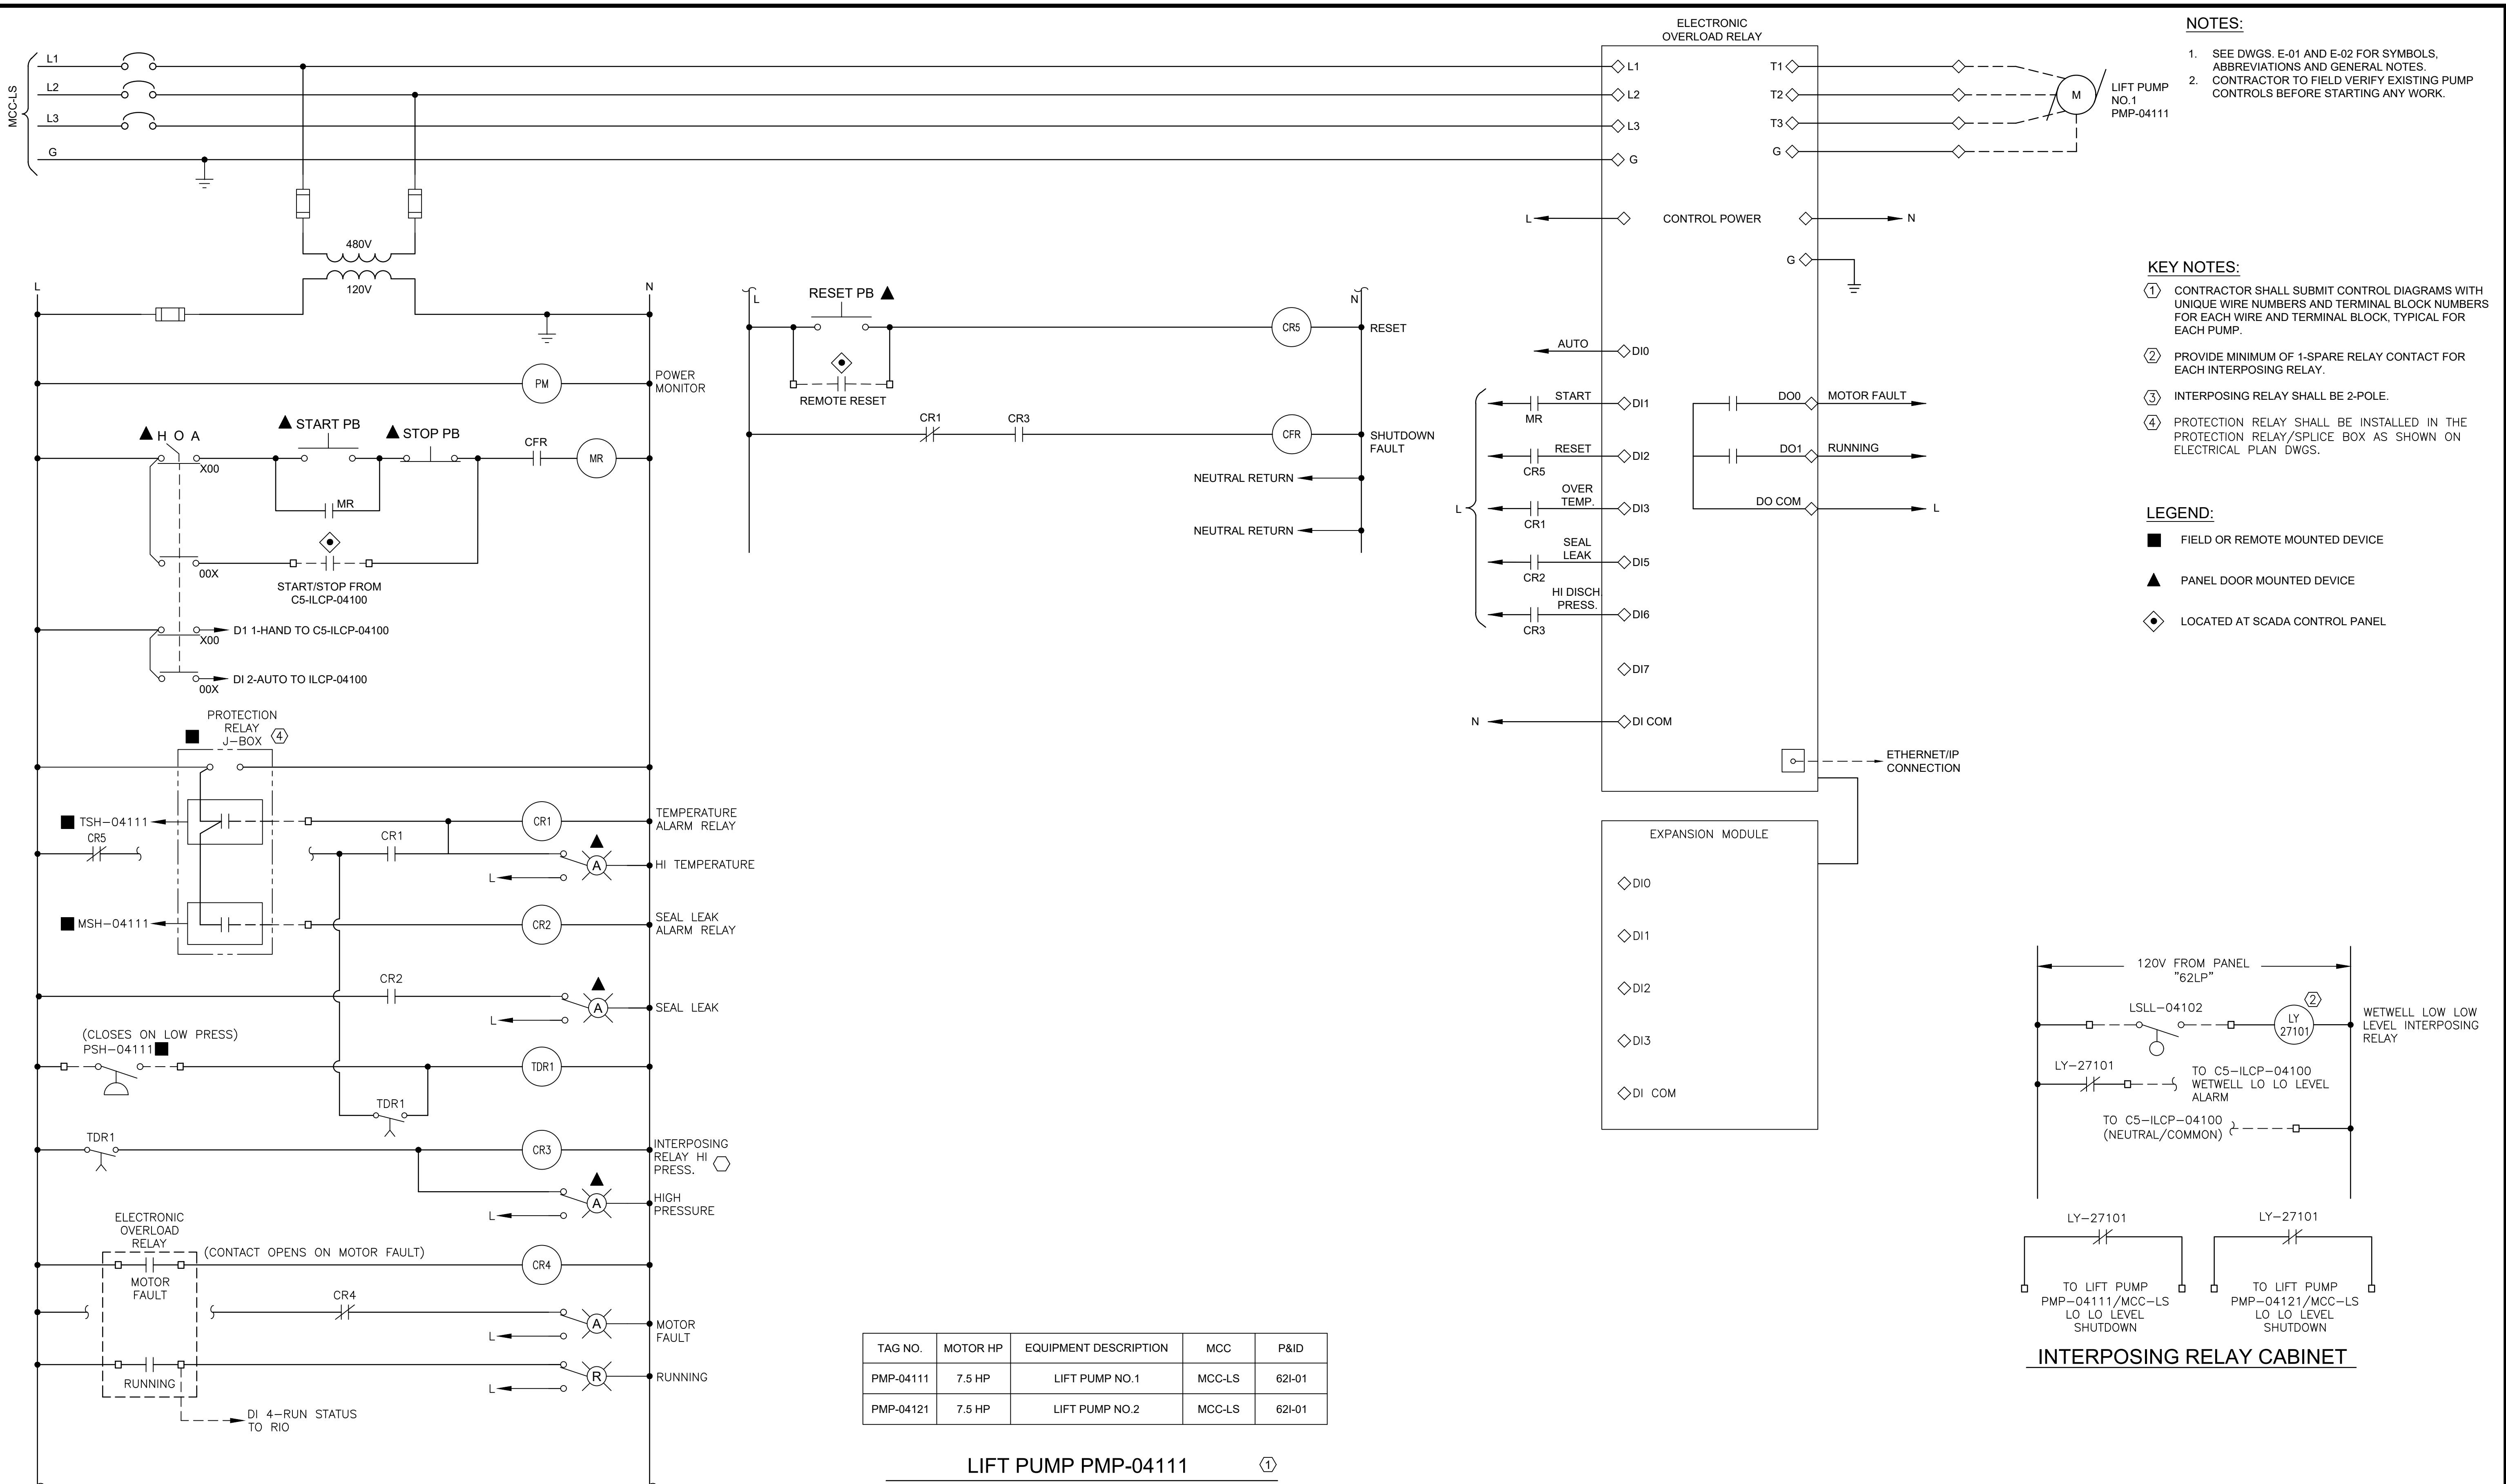 MCC-LS
L1
L2
L3
G
480V
120V
L
N
PM
POWER
MONITOR
H O A
X00
START PB
STOP PB
CFR
MR
MR
00X
START/STOP FROM
C5-ILCP-04100
X00
D1 1-HAND TO C5-ILCP-04100
00X
DI 2-AUTO TO ILCP-04100
PROTECTION
RELAY
J-BOX
4
TSH-04111
CR1
TEMPERATURE
ALARM RELAY
CR5
CR1
A
HI TEMPERATURE
L
MSH-04111
CR2
SEAL LEAK
ALARM RELAY
CR2
A
SEAL LEAK
L
(CLOSES ON LOW PRESS)
PSH-04111
TDR1
TDR1
TDR1
CR3
INTERPOSING
RELAY HI
PRESS.
A
HIGH
PRESSURE
L
ELECTRONIC
OVERLOAD
RELAY
(CONTACT OPENS ON MOTOR FAULT)
MOTOR
FAULT
CR4
CR4
A
MOTOR
FAULT
L
RUNNING
R
RUNNING
L
DI 4-RUN STATUS
TO RIO
L
RESET PB
N
CR5
RESET
REMOTE RESET
CR1
CR3
CFR
SHUTDOWN
FAULT
NEUTRAL RETURN
NEUTRAL RETURN
ELECTRONIC
OVERLOAD RELAY
L1
T1
L2
T2
L3
T3
G
G
M
LIFT PUMP
NO.1
PMP-04111
L
CONTROL POWER
N
G
AUTO
DI0
L
START
MR
DI1
RESET
CR5
DI2
OVER
TEMP.
CR1
DI3
SEAL
LEAK
CR2
DI5
HI DISCH.
PRESS.
CR3
DI6
DI7
N
DI COM
DO0
MOTOR FAULT
DO1
RUNNING
DO COM
L
ETHERNET/IP
CONNECTION
EXPANSION MODULE
DI0
DI1
DI2
DI3
DI COM
NOTES:
1. SEE DWGS. E-01 AND E-02 FOR SYMBOLS,
ABBREVIATIONS AND GENERAL NOTES.
2. CONTRACTOR TO FIELD VERIFY EXISTING PUMP
CONTROLS BEFORE STARTING ANY WORK.
KEY NOTES:
1 CONTRACTOR SHALL SUBMIT CONTROL DIAGRAMS WITH
UNIQUE WIRE NUMBERS AND TERMINAL BLOCK NUMBERS
FOR EACH WIRE AND TERMINAL BLOCK, TYPICAL FOR
EACH PUMP.
2 PROVIDE MINIMUM OF 1-SPARE RELAY CONTACT FOR
EACH INTERPOSING RELAY.
3 INTERPOSING RELAY SHALL BE 2-POLE.
4 PROTECTION RELAY SHALL BE INSTALLED IN THE
PROTECTION RELAY/SPLICE BOX AS SHOWN ON
ELECTRICAL PLAN DWGS.
LEGEND:
FIELD OR REMOTE MOUNTED DEVICE
PANEL DOOR MOUNTED DEVICE
LOCATED AT SCADA CONTROL PANEL
120V FROM PANEL
"62LP"
LSLL-04102
2
LY
27101
WETWELL LOW LOW
LEVEL INTERPOSING
RELAY
LY-27101
TO C5-ILCP-04100
WETWELL LO LO LEVEL
ALARM
TO C5-ILCP-04100
(NEUTRAL/COMMON)
LY-27101
TO LIFT PUMP
PMP-04111/MCC-LS
LO LO LEVEL
SHUTDOWN
LY-27101
TO LIFT PUMP
PMP-04121/MCC-LS
LO LO LEVEL
SHUTDOWN
INTERPOSING RELAY CABINET
TAG NO. MOTOR HP EQUIPMENT DESCRIPTION MCC P&ID
PMP-04111 7.5 HP LIFT PUMP NO.1 MCC-LS 62I-01
PMP-04121 7.5 HP LIFT PUMP NO.2 MCC-LS 62I-01
LIFT PUMP PMP-04111 1